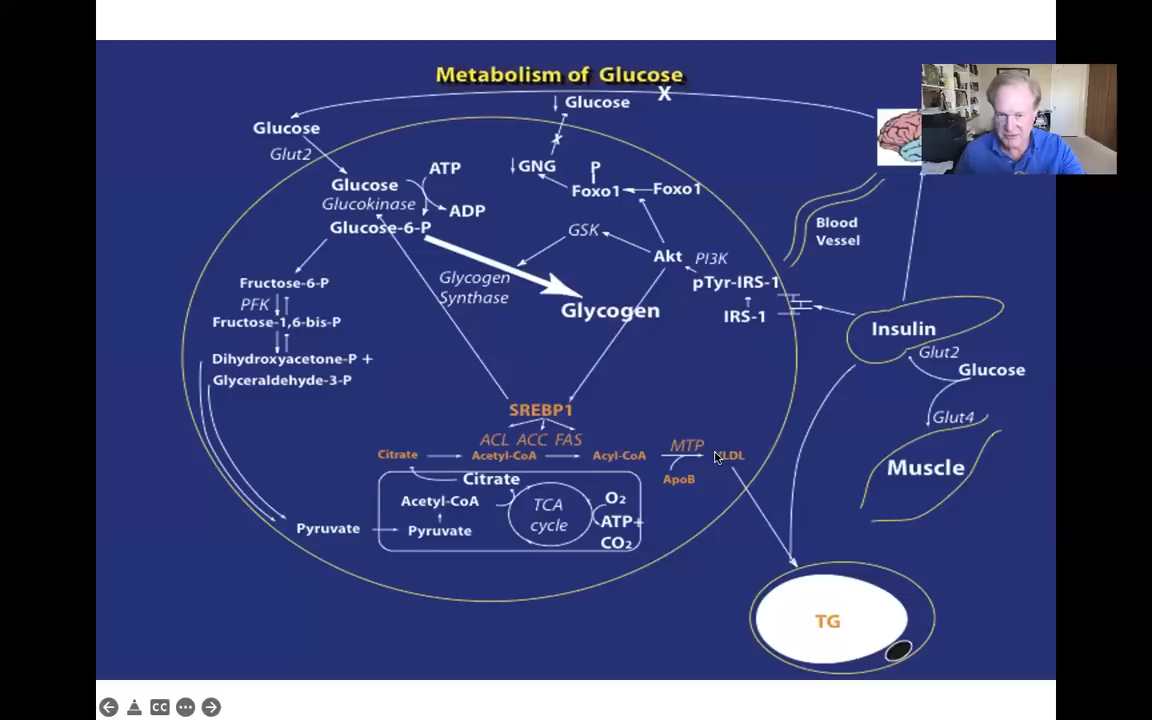 Metabolism of Glucose
↓ Glucose
X
Glucose
Glut2
Glucose
Glucokinase
Glucose-6-P
ATP
ADP
↓GNG
x
P
Foxo1
Foxo1
GSK
Akt
PI3K
pTyr-IRS-1
IRS-1
Glycogen
Synthase
Glycogen
Fructose-6-P
PFK
Fructose-1,6-bis-P
Dihydroxyacetone-P +
Glyceraldehyde-3-P
Blood
Vessel
Insulin
Glut2
Glucose
Glut4
Muscle
SREBP1
ACL ACC FAS
MTP
Citrate
Acetyl-CoA
Acyl-CoA
VLDL
ApoB
Citrate
Acetyl-CoA
TCA
cycle
O2
ATP+
CO2
Pyruvate
Pyruvate
TG
CC